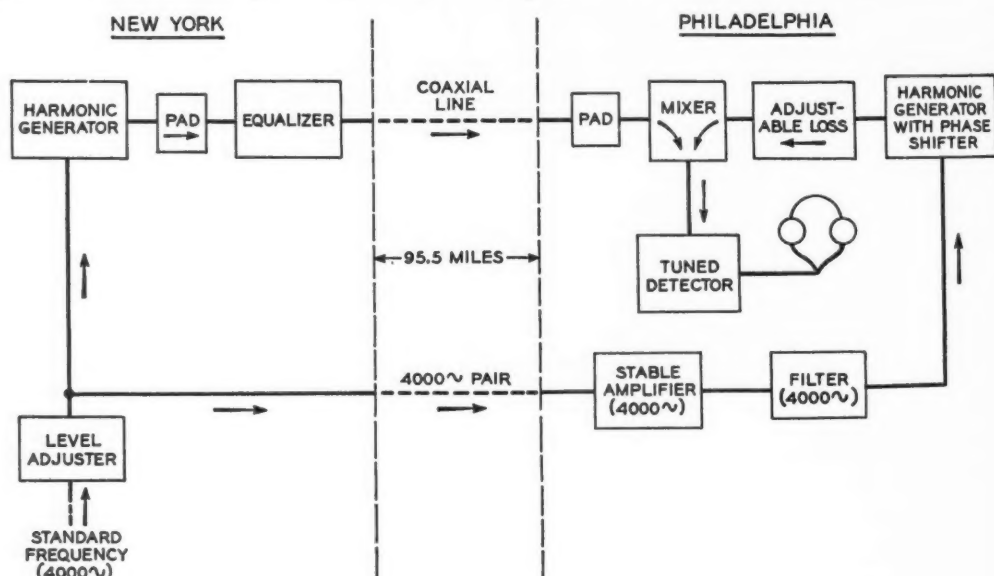 NEW YORK
PHILADELPHIA
HARMONIC
GENERATOR
PAD
EQUALIZER
COAXIAL
LINE
PAD
MIXER
ADJUST-
ABLE LOSS
HARMONIC
GENERATOR
WITH PHASE
SHIFTER
95.5 MILES
TUNED
DETECTOR
4000~ PAIR
STABLE
AMPLIFIER
(4000~)
FILTER
(4000~)
LEVEL
ADJUSTER
STANDARD
FREQUENCY
(4000~)